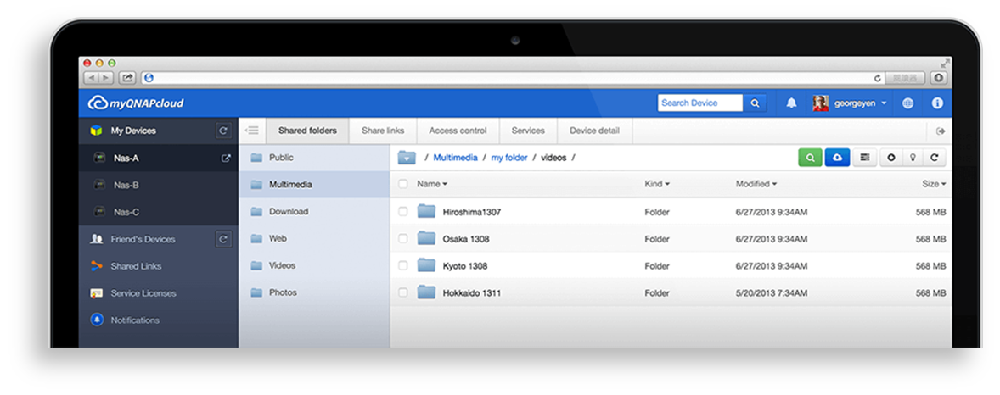 閱讀器
myQNAPcloud
Search Device
georgeyen
My Devices
Nas-A
Nas-B
Nas-C
Friend's Devices
Shared Links
Service Licenses
Notifications
Shared folders Share links Access control Services Device detail
Public
Multimedia
Download
Web
Videos
Photos
/ Multimedia / my folder / videos /
Name Kind Modified Size
Hiroshima1307 Folder 6/27/2013 9:34AM 568 MB
Osaka 1308 Folder 6/27/2013 9:34AM 568 MB
Kyoto 1308 Folder 6/27/2013 9:34AM 568 MB
Hokkaido 1311 Folder 5/20/2013 7:34AM 568 MB